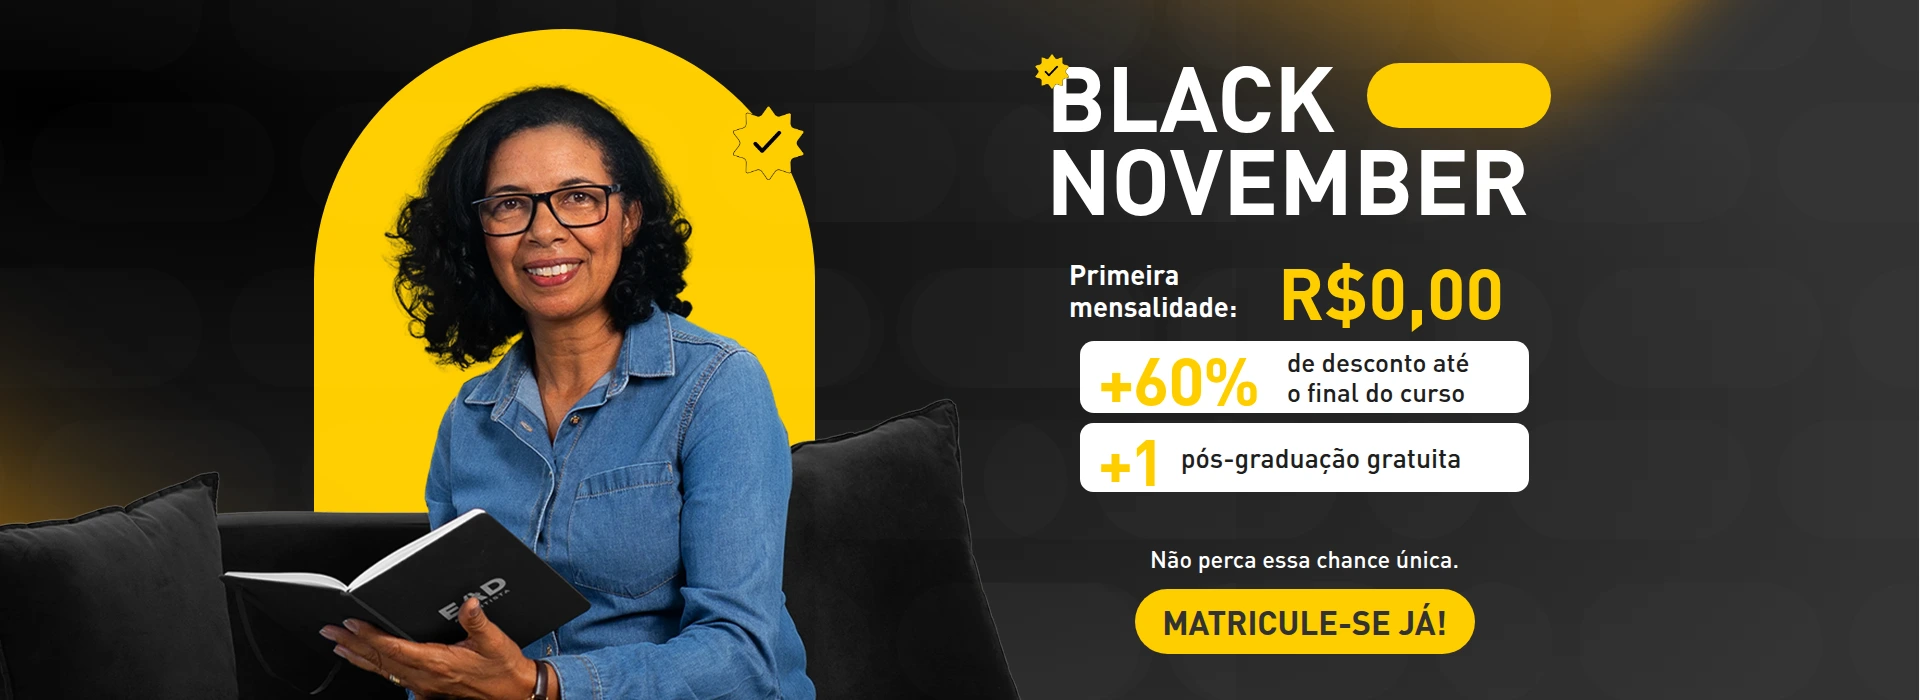 BLACK
NOVEMBER
Primeira
mensalidade:
R$0,00
+60%
de desconto até
o final do curso
+1
pós-graduação gratuita
Não perca essa chance única.
MATRICULE-SE JÁ!